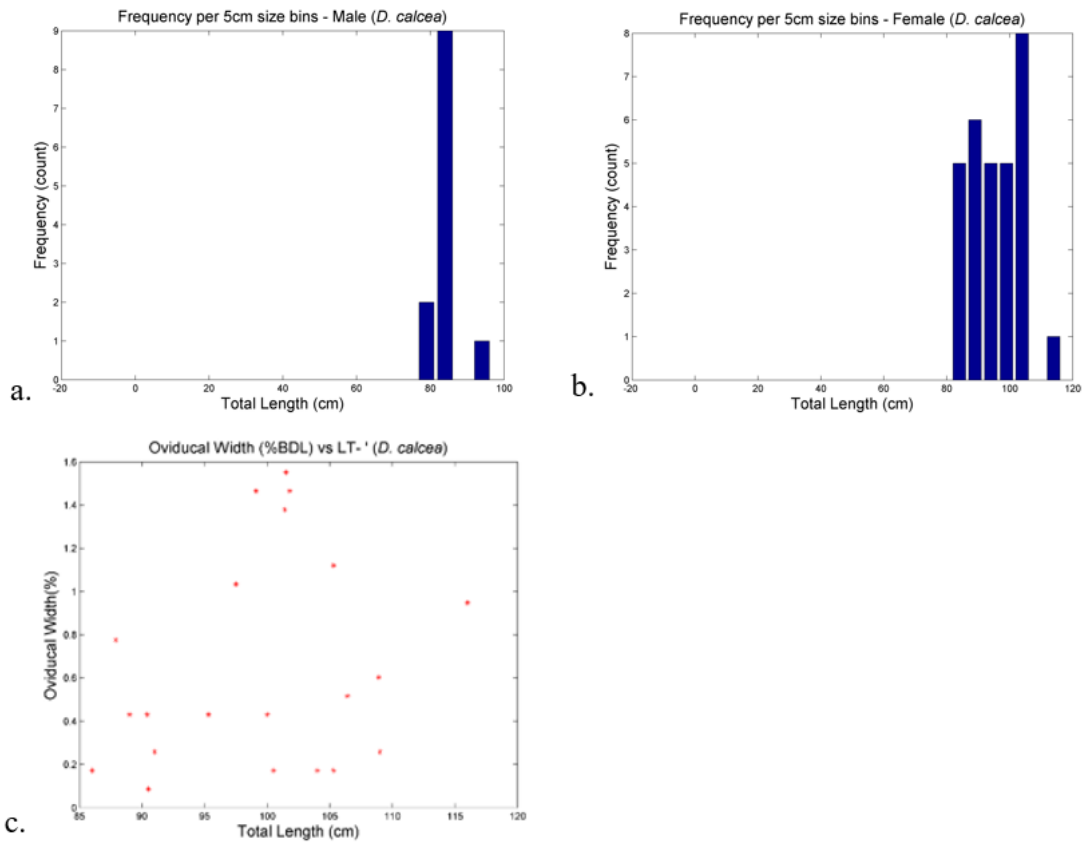 Frequency per 5cm size bins - Male (D. calcea)
Frequency (count)
9
8
7
6
5
4
3
2
1
0
-20 0 20 40 60 80 100
Total Length (cm)
a.
Frequency per 5cm size bins - Female (D. calcea)
Frequency (count)
8
7
6
5
4
3
2
1
0
-20 0 20 40 60 80 100 120
Total Length (cm)
b.
Oviducal Width (%BDL) vs LT- ' (D. calcea)
Oviducal Width(%)
1.6
1.4
1.2
1
0.8
0.6
0.4
0.2
0
85 90 95 100 105 110 115 120
Total Length (cm)
c.